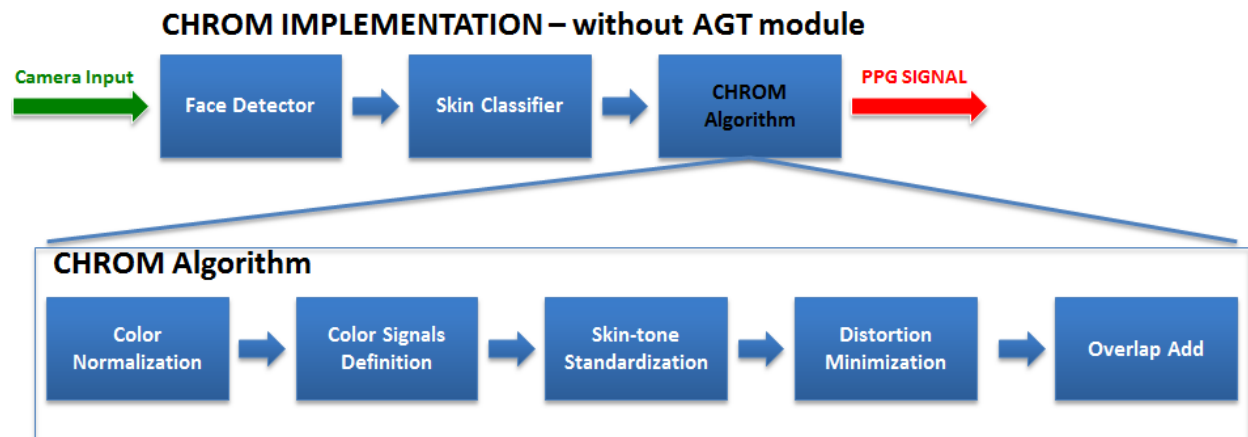 CHROM IMPLEMENTATION – without AGT module
Camera Input
Face Detector
Skin Classifier
CHROM
Algorithm
PPG SIGNAL
CHROM Algorithm
Color
Normalization
Color Signals
Definition
Skin-tone
Standardization
Distortion
Minimization
Overlap Add